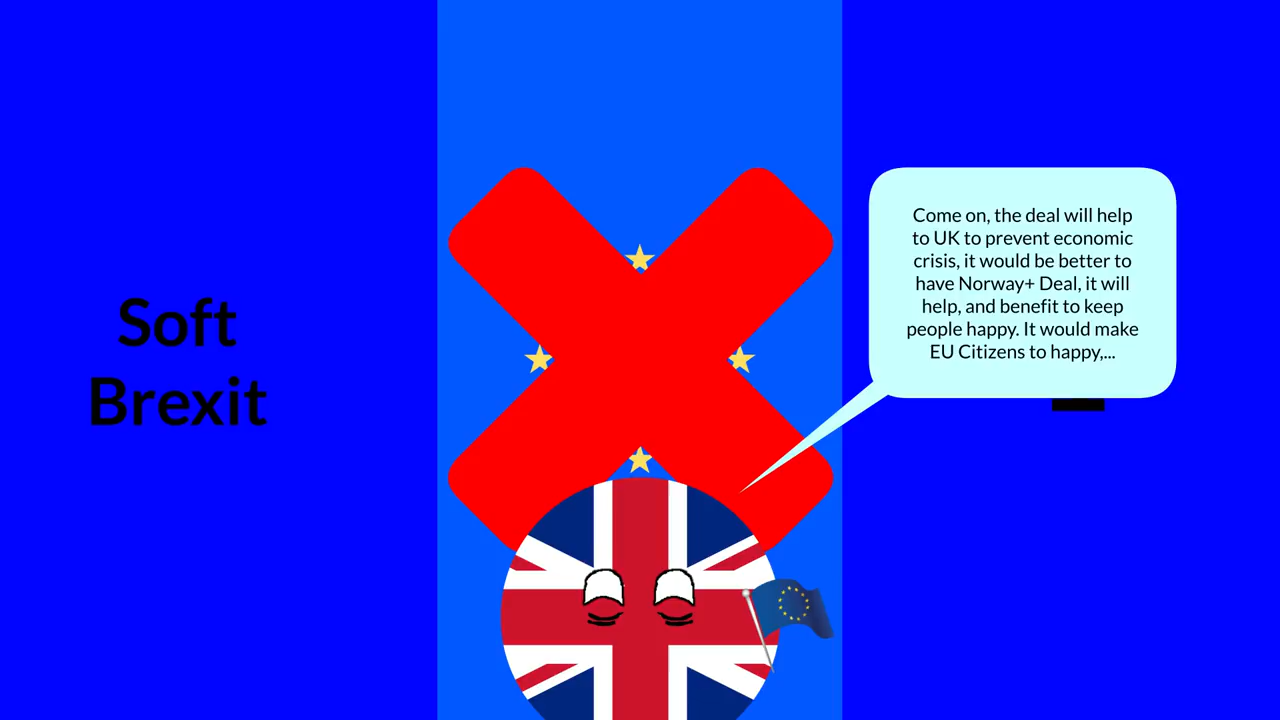 Soft
Brexit
Come on, the deal will help
to UK to prevent economic
crisis, it would be better to
have Norway+ Deal, it will
help, and benefit to keep
people happy. It would make
EU Citizens to happy,...